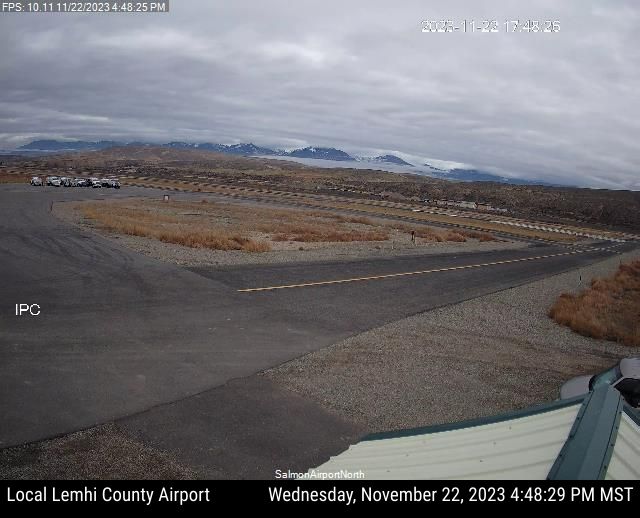 FPS: 10.11 11/22/2023 4:48:25 PM
2023-11-22 17:48:26
IPC
SalmonAirportNorth
Local Lemhi County Airport Wednesday, November 22, 2023 4:48:29 PM MST